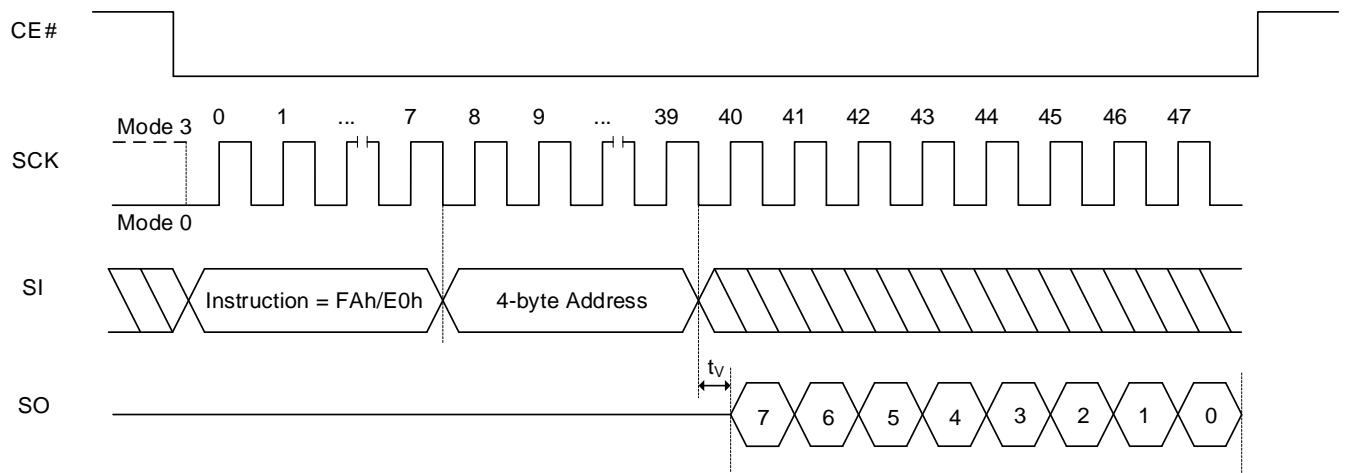 CE#
Mode 3 0 1 ... 7 8 9 ... 39 40 41 42 43 44 45 46 47
SCK
Mode 0
SI Instruction = FAh/E0h 4-byte Address
tV
SO 7 6 5 4 3 2 1 0